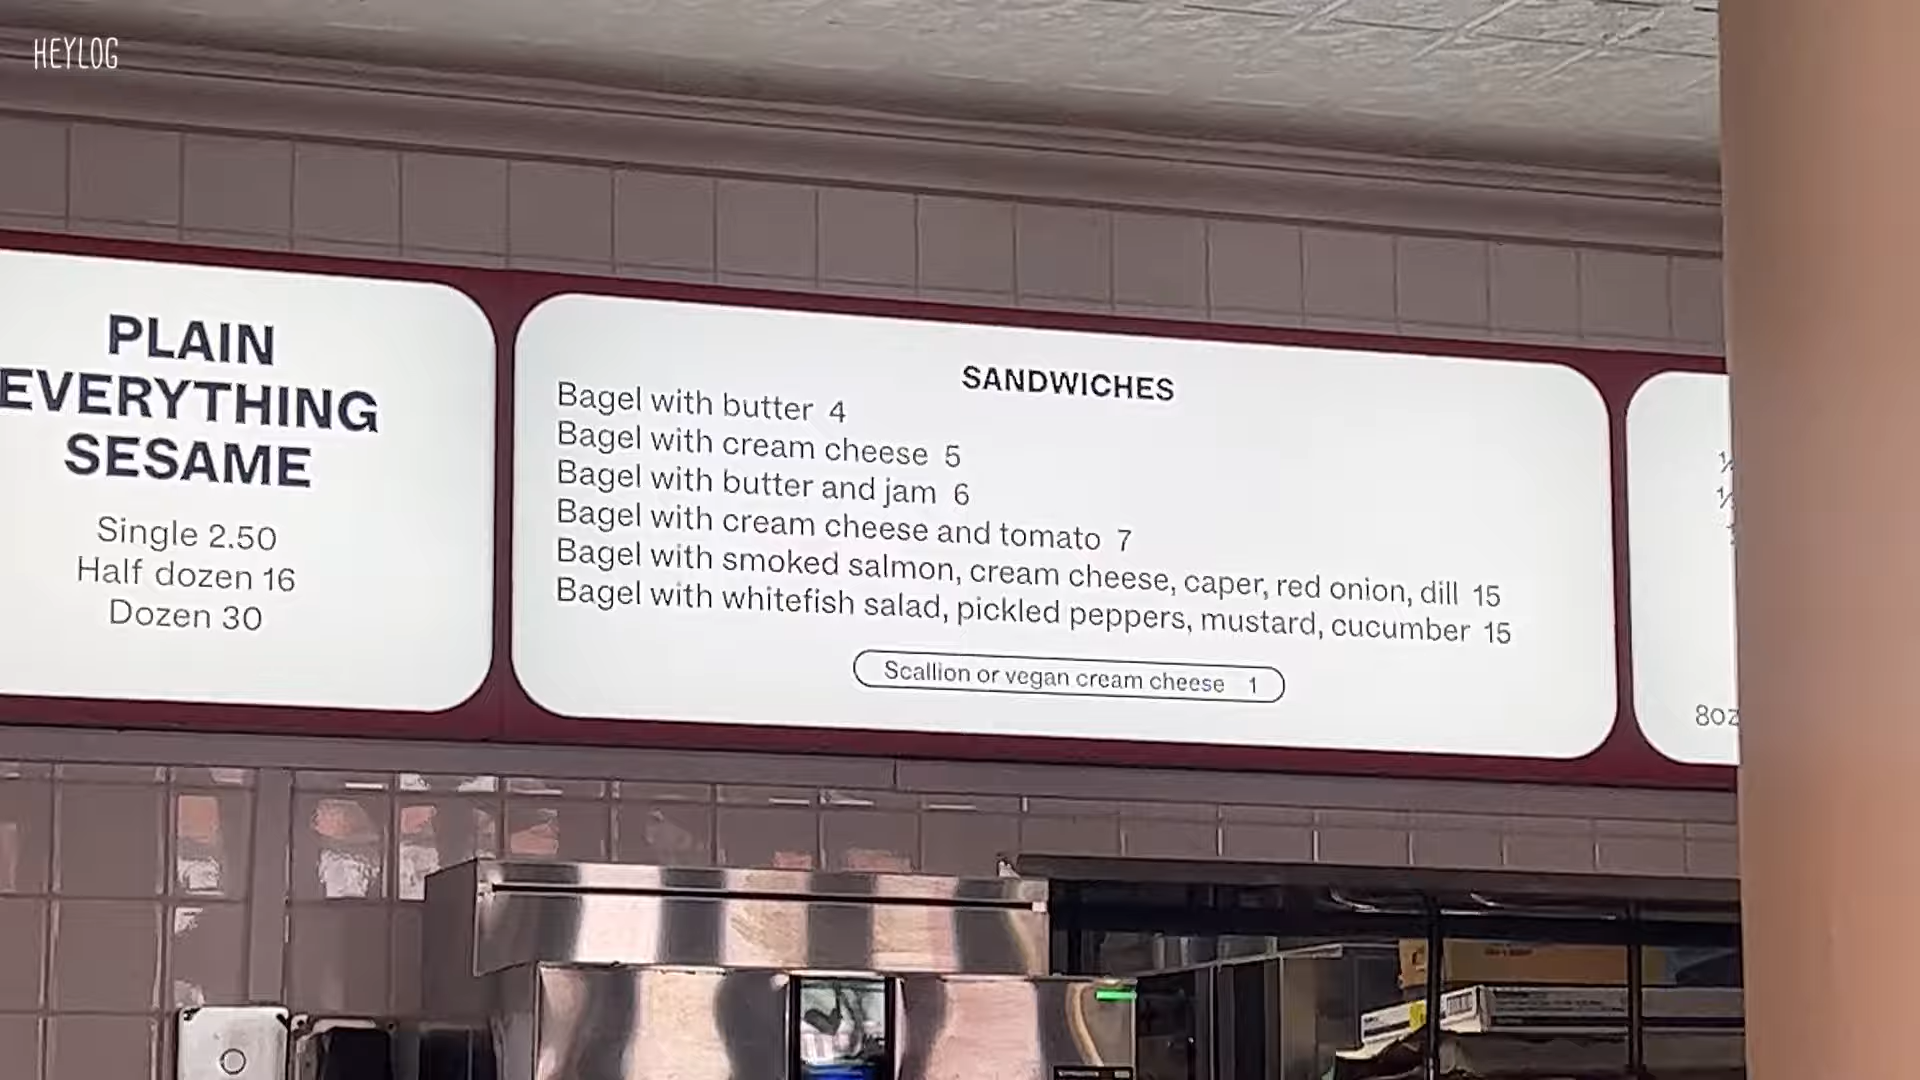 HEYLOG
PLAIN
EVERYTHING
SESAME
Single 2.50
Half dozen 16
Dozen 30
SANDWICHES
Bagel with butter 4
Bagel with cream cheese 5
Bagel with butter and jam 6
Bagel with cream cheese and tomato 7
Bagel with smoked salmon, cream cheese, caper, red onion, dill 15
Bagel with whitefish salad, pickled peppers, mustard, cucumber 15
Scallion or vegan cream cheese 1
8oz